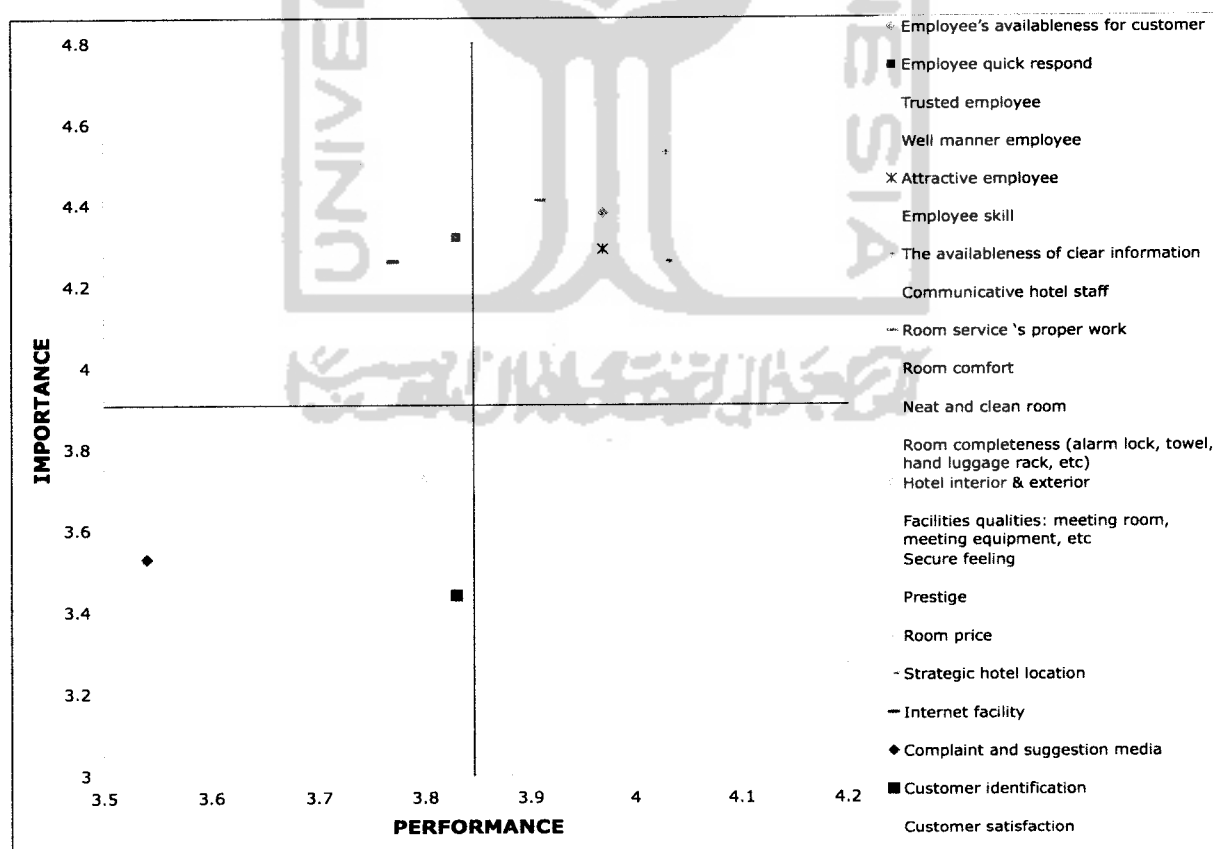 4.8
4.6
4.4
4.2
4
3.8
3.6
3.4
3.2
3
IMPORTANCE
3.5 3.6 3.7 3.8 3.9 4 4.1 4.2
PERFORMANCE
Employee's availableness for customer
Employee quick respond
Trusted employee
Well manner employee
Attractive employee
Employee skill
The availableness of clear information
Communicative hotel staff
Room service 's proper work
Room comfort
Neat and clean room
Room completeness (alarm lock, towel,
hand luggage rack, etc)
Hotel interior & exterior
Facilities qualities: meeting room,
meeting equipment, etc
Secure feeling
Prestige
Room price
Strategic hotel location
Internet facility
Complaint and suggestion media
Customer identification
Customer satisfaction